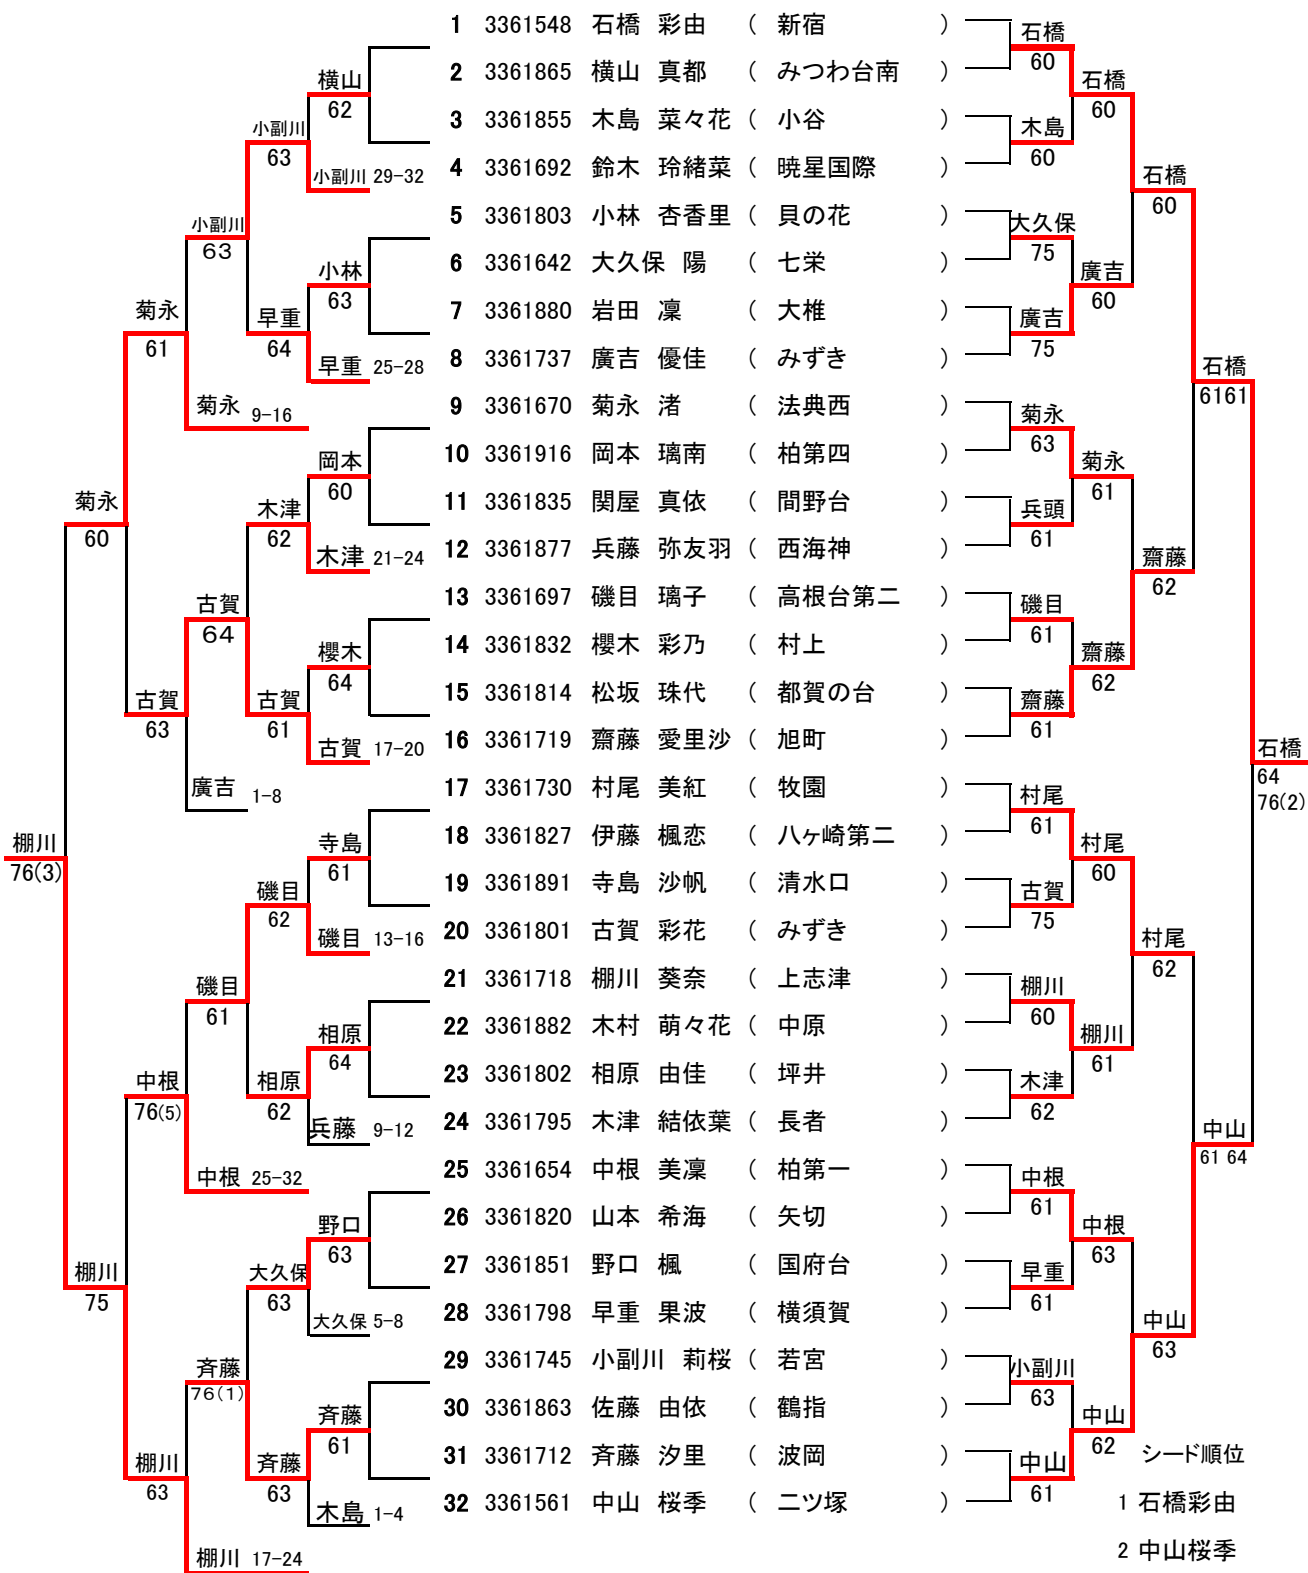 1 3361548 石橋 彩由 ( 新宿 )
2 3361865 横山 真都 ( みつわ台南 )
3 3361855 木島 菜々花 ( 小谷 )
4 3361692 鈴木 玲緒菜 ( 暁星国際 )
5 3361803 小林 杏香里 ( 貝の花 )
6 3361642 大久保 陽 ( 七栄 )
7 3361880 岩田 凜 ( 大椎 )
8 3361737 廣吉 優佳 ( みずき )
9 3361670 菊永 渚 ( 法典西 )
10 3361916 岡本 璃南 ( 柏第四 )
11 3361835 関屋 真依 ( 間野台 )
12 3361877 兵藤 弥友羽 ( 西海神 )
13 3361697 磯目 璃子 ( 高根台第二 )
14 3361832 櫻木 彩乃 ( 村上 )
15 3361814 松坂 珠代 ( 都賀の台 )
16 3361719 齋藤 愛里沙 ( 旭町 )
17 3361730 村尾 美紅 ( 牧園 )
18 3361827 伊藤 楓恋 ( 八ヶ崎第二 )
19 3361891 寺島 沙帆 ( 清水口 )
20 3361801 古賀 彩花 ( みずき )
21 3361718 棚川 葵奈 ( 上志津 )
22 3361882 木村 萌々花 ( 中原 )
23 3361802 相原 由佳 ( 坪井 )
24 3361795 木津 結依葉 ( 長者 )
25 3361654 中根 美凜 ( 柏第一 )
26 3361820 山本 希海 ( 矢切 )
27 3361851 野口 楓 ( 国府台 )
28 3361798 早重 果波 ( 横須賀 )
29 3361745 小副川 莉桜 ( 若宮 )
30 3361863 佐藤 由依 ( 鶴指 )
31 3361712 斉藤 汐里 ( 波岡 )
32 3361561 中山 桜季 ( 二ツ塚 )
石橋
60
木島
60
大久保
75
廣吉
75
菊永
63
兵頭
61
磯目
61
齋藤
61
村尾
61
古賀
75
棚川
60
木津
62
中根
61
早重
61
小副川
63
中山
61
石橋
60
廣吉
60
菊永
61
齋藤
62
村尾
60
棚川
61
中根
63
中山
62
石橋
60
齋藤
62
村尾
62
中山
63
石橋
6161
中山
61 64
石橋
64
76(2)
シード順位
1 石橋彩由
2 中山桜季
横山
62
小副川 29-32
小林
63
早重 25-28
岡本
60
木津 21-24
櫻木
64
古賀 17-20
寺島
61
磯目 13-16
相原
64
兵藤 9-12
野口
63
大久保 5-8
斉藤
61
木島 1-4
小副川
63
早重
64
木津
62
古賀
61
磯目
62
相原
62
大久保
63
斉藤
63
小副川
63
菊永 9-16
古賀
64
廣吉 1-8
磯目
61
中根 25-32
斉藤
76(1)
棚川 17-24
菊永
61
古賀
63
中根
76(5)
棚川
63
菊永
60
棚川
75
棚川
76(3)